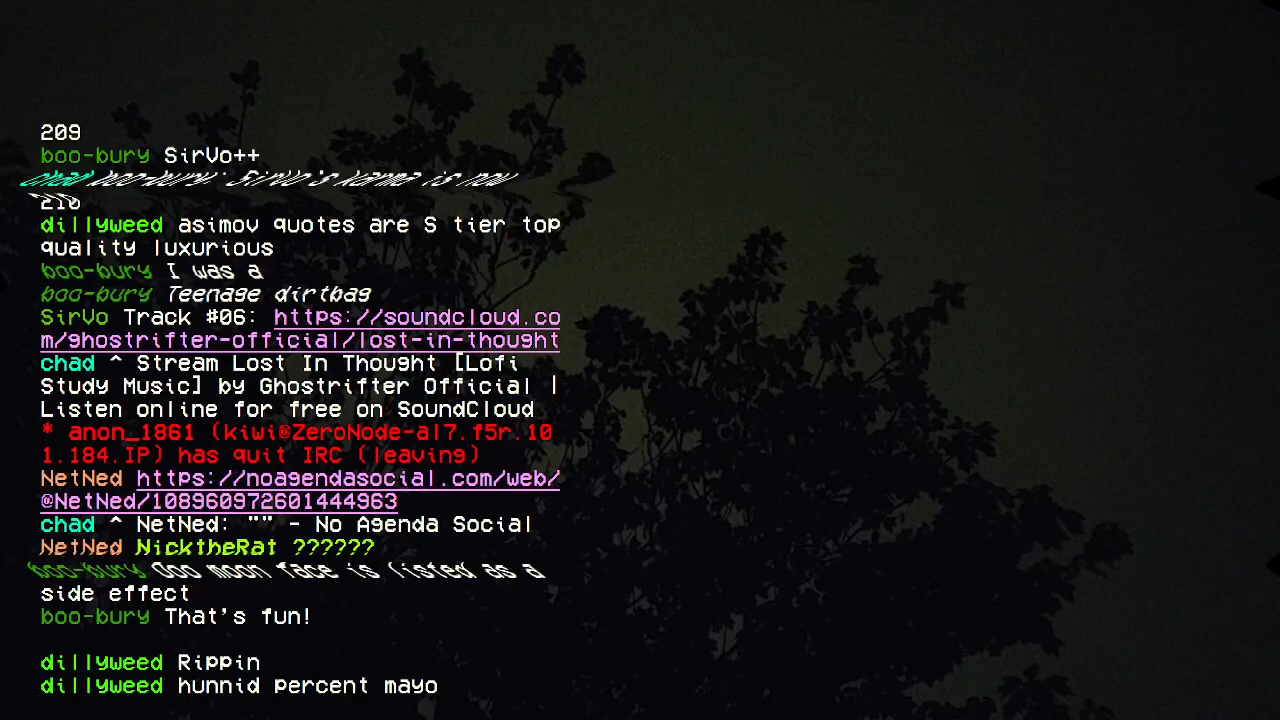 209
boo-bury SirVo++
chad boo-bury: SirVo's karma is now
210
dillyweed asimov quotes are S tier top
quality luxurious
boo-bury I was a
boo-bury Teenage dirtbag
SirVo Track #06: https://soundcloud.co
m/ghostrifter-official/lost-in-thought
chad ^ Stream Lost In Thought [Lofi
Study Music] by Ghostrifter Official |
Listen online for free on SoundCloud
* anon_1861 (kiwi@ZeroNode-al7.f5r.10
1.184.IP) has quit IRC (leaving)
NetNed https://noagendasocial.com/web/
@NetNed/108960972601444963
chad ^ NetNed: "" - No Agenda Social
NetNed NicktheRat ??????
boo-bury Ooo moon face is listed as a
side effect
boo-bury That's fun!
dillyweed Rippin
dillyweed hunnid percent mayo